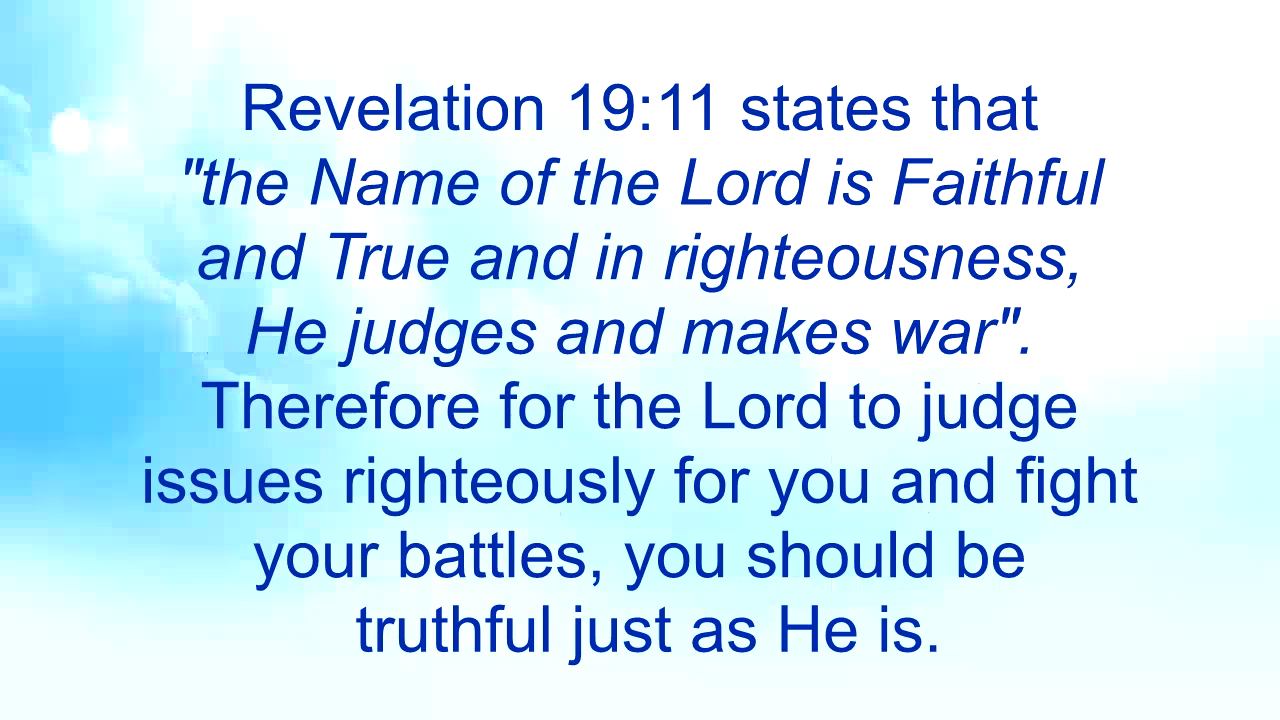 Revelation 19:11 states that
"the Name of the Lord is Faithful
and True and in righteousness,
He judges and makes war".
Therefore for the Lord to judge
issues righteously for you and fight
your battles, you should be
truthful just as He is.